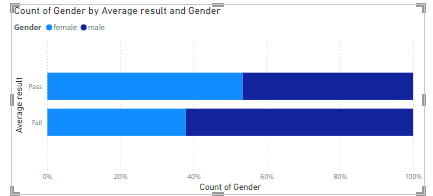 Count of Gender by Average result and Gender
Gender female male
Average result
Pass
Fail
0% 20% 40% 60% 80% 100%
Count of Gender